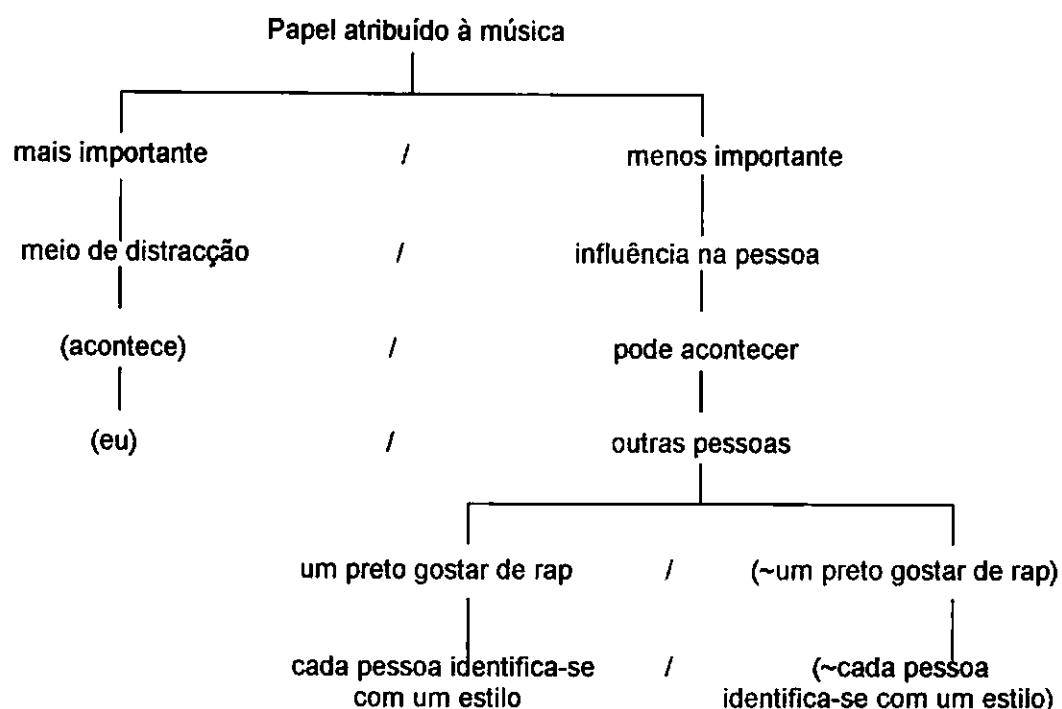 Papel atribuído à música
mais importante / menos importante
meio de distracção / influência na pessoa
(acontece) / pode acontecer
(eu) / outras pessoas
um preto gostar de rap / (~um preto gostar de rap)
cada pessoa identifica-se / (~cada pessoa
com um estilo identifica-se com um estilo)